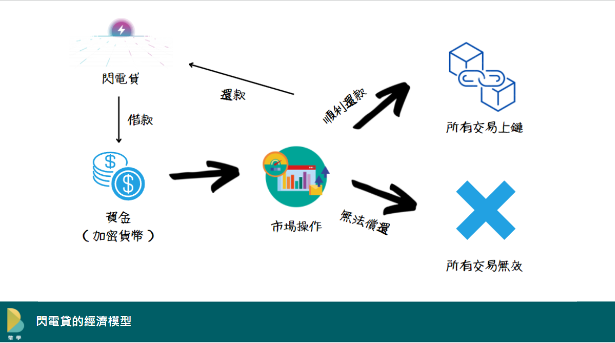 閃電貸
還款
借款
順利還款
所有交易上鏈
資金
（加密貨幣）
市場操作
無法償還
所有交易無效
閃電貸的經濟模型